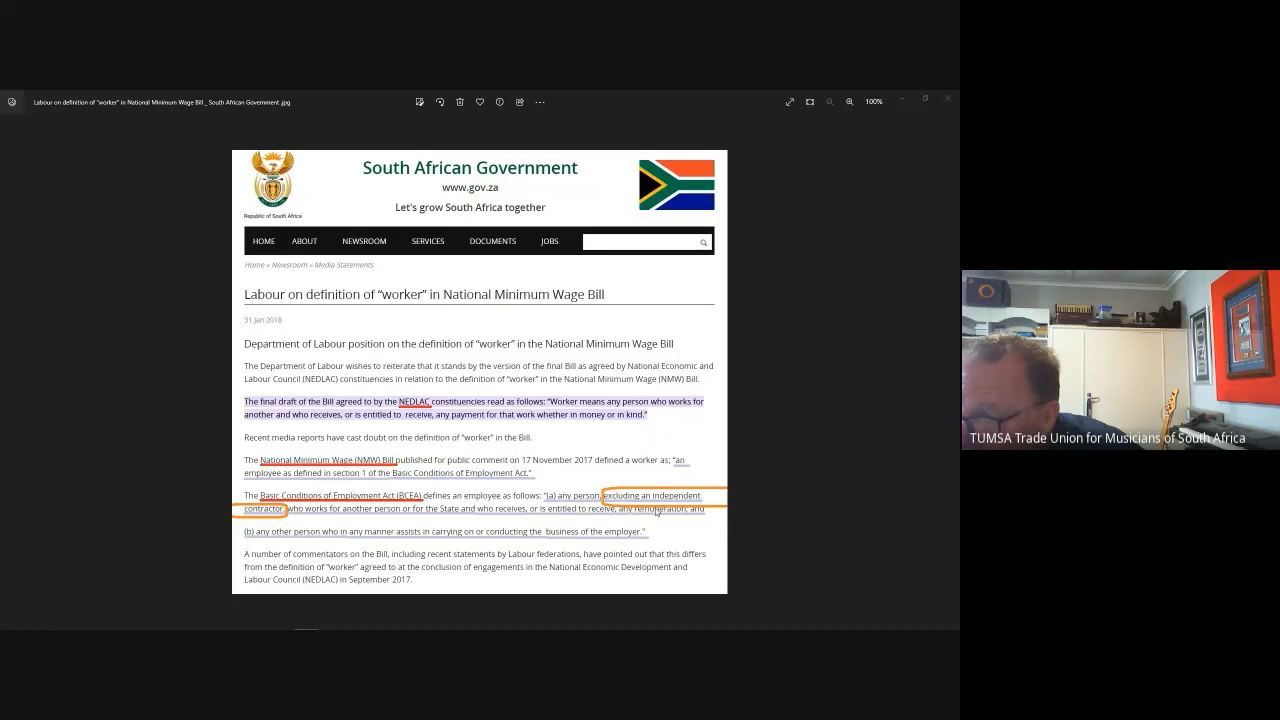 Labour on definition of “worker” in National Minimum Wage Bill _ South African Government .jpg
100%
South African Government
www.gov.za
Let's grow South Africa together
Republic of South Africa
HOME ABOUT NEWSROOM SERVICES DOCUMENTS JOBS
Home » Newsroom » Media Statements
Labour on definition of “worker” in National Minimum Wage Bill
31 Jan 2018
Department of Labour position on the definition of “worker” in the National Minimum Wage Bill
The Department of Labour wishes to reiterate that it stands by the version of the final Bill as agreed by National Economic and
Labour Council (NEDLAC) constituencies in relation to the definition of “worker” in the National Minimum Wage (NMW) Bill.
The final draft of the Bill agreed to by the NEDLAC constituencies read as follows: “Worker means any person who works for
another and who receives, or is entitled to receive, any payment for that work whether in money or in kind.”
Recent media reports have cast doubt on the definition of “worker” in the Bill.
The National Minimum Wage (NMW) Bill published for public comment on 17 November 2017 defined a worker as; “an
employee as defined in section 1 of the Basic Conditions of Employment Act.”
The Basic Conditions of Employment Act (BCEA) defines an employee as follows: “(a) any person, excluding an independent
contractor, who works for another person or for the State and who receives, or is entitled to receive, any remuneration; and
(b) any other person who in any manner assists in carrying on or conducting the business of the employer.”
A number of commentators on the Bill, including recent statements by Labour federations, have pointed out that this differs
from the definition of “worker” agreed to at the conclusion of engagements in the National Economic Development and
Labour Council (NEDLAC) in September 2017.
TUMSA Trade Union for Musicians of South Africa